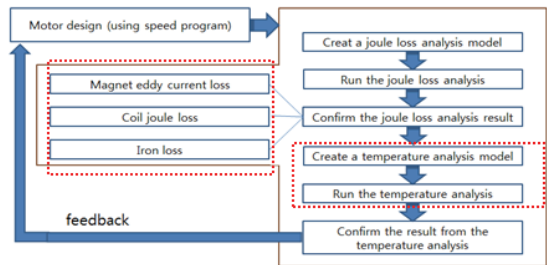 Motor design (using speed program)
Creat a joule loss analysis model
Run the joule loss analysis
Magnet eddy current loss
Coil joule loss
Confirm the joule loss analysis result
Iron loss
Create a temperature analysis model
Run the temperature analysis
feedback
Confirm the result from the
temperature analysis